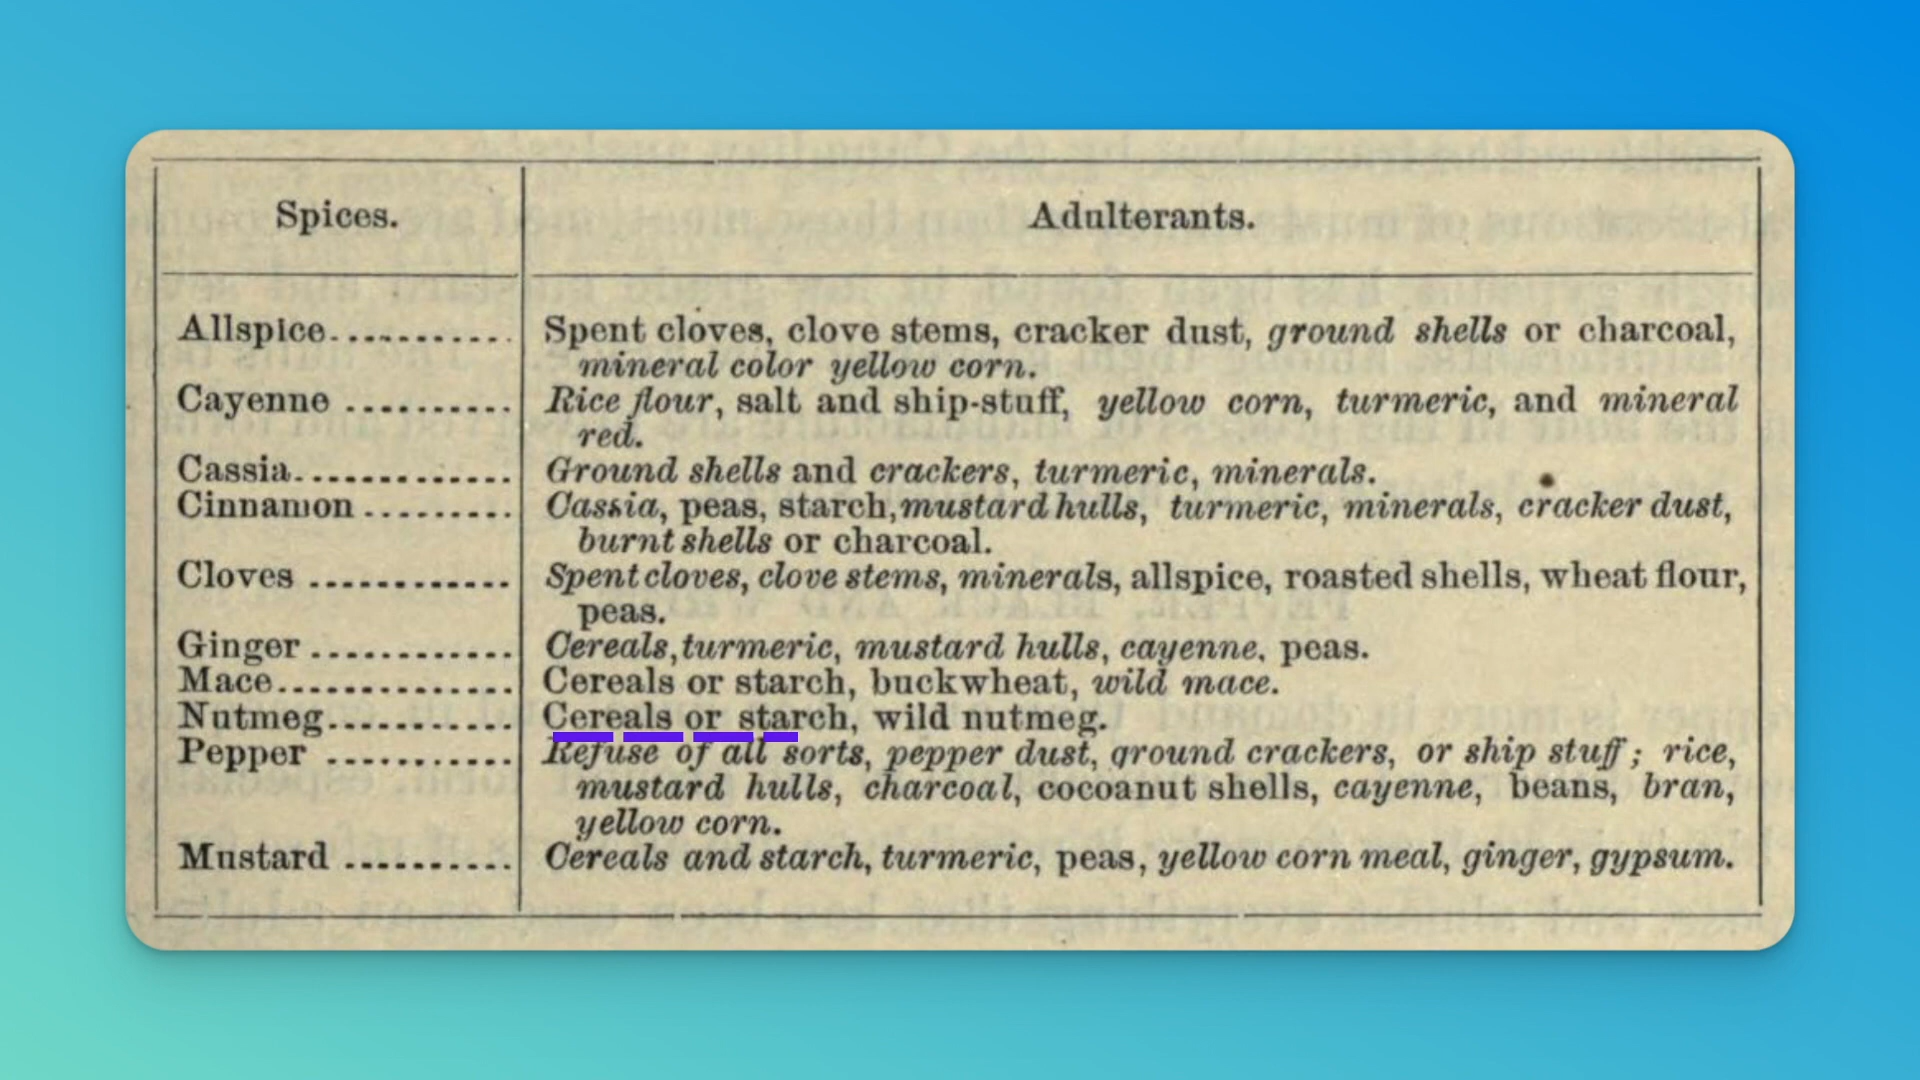 Spices. Adulterants.
Allspice............. Spent cloves, clove stems, cracker dust, ground shells or charcoal,
mineral color yellow corn.
Cayenne .......... Rice flour, salt and ship-stuff, yellow corn, turmeric, and mineral
red.
Cassia............. Ground shells and crackers, turmeric, minerals.
Cinnamon ......... Cassia, peas, starch, mustard hulls, turmeric, minerals, cracker dust,
burnt shells or charcoal.
Cloves ............ Spent cloves, clove stems, minerals, allspice, roasted shells, wheat flour,
peas.
Ginger ............ Cereals, turmeric, mustard hulls, cayenne, peas.
Mace.............. Cereals or starch, buckwheat, wild mace.
Nutmeg........... Cereals or starch, wild nutmeg.
Pepper ........... Refuse of all sorts, pepper dust, ground crackers, or ship stuff; rice,
mustard hulls, charcoal, cocoanut shells, cayenne, beans, bran,
yellow corn.
Mustard .......... Cereals and starch, turmeric, peas, yellow corn meal, ginger, gypsum.